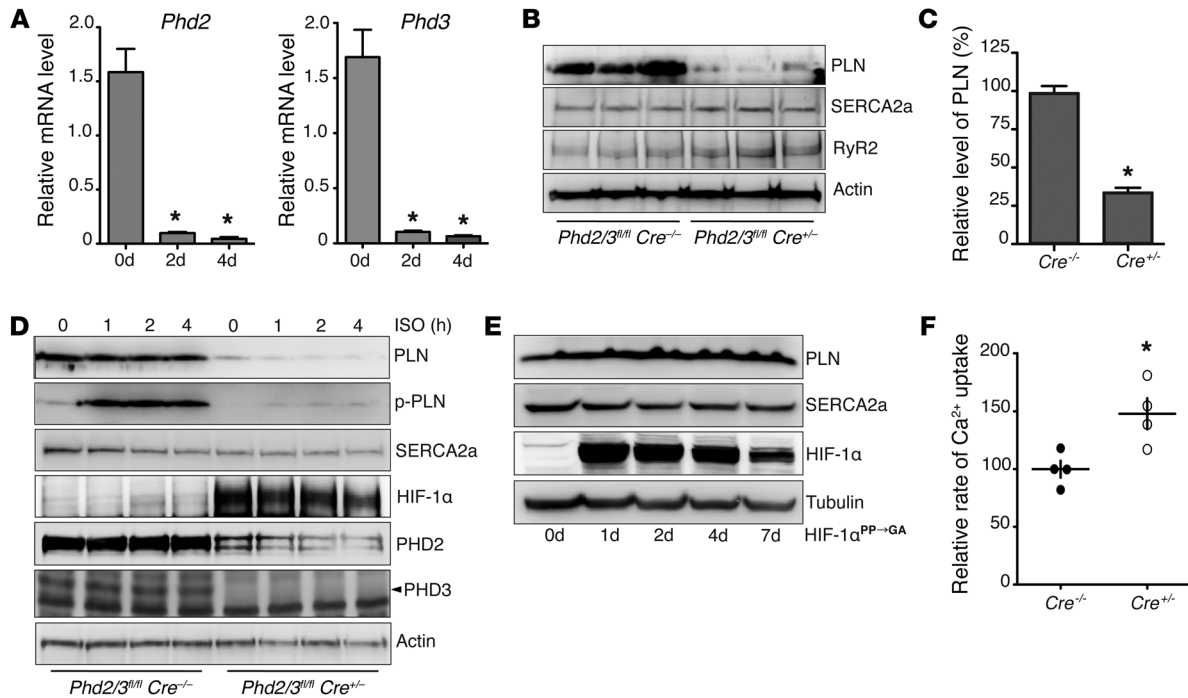 A
Phd2
Relative mRNA level
2.0
1.5
1.0
0.5
0
* *
0d 2d 4d
Phd3
Relative mRNA level
2.0
1.5
1.0
0.5
0
* *
0d 2d 4d
B
PLN
SERCA2a
RyR2
Actin
Phd2/3fl/fl Cre–/– Phd2/3fl/fl Cre+/–
C
Relative level of PLN (%)
125
100
75
50
25
0
*
Cre-/- Cre+/-
D
0 1 2 4 0 1 2 4 ISO (h)
PLN
p-PLN
SERCA2a
HIF-1α
PHD2
PHD3
Actin
Phd2/3fl/fl Cre–/– Phd2/3fl/fl Cre+/–
E
PLN
SERCA2a
HIF-1α
Tubulin
0d 1d 2d 4d 7d HIF-1αPP→GA
F
Relative rate of Ca2+ uptake
200
150
100
50
0
*
Cre-/- Cre+/-